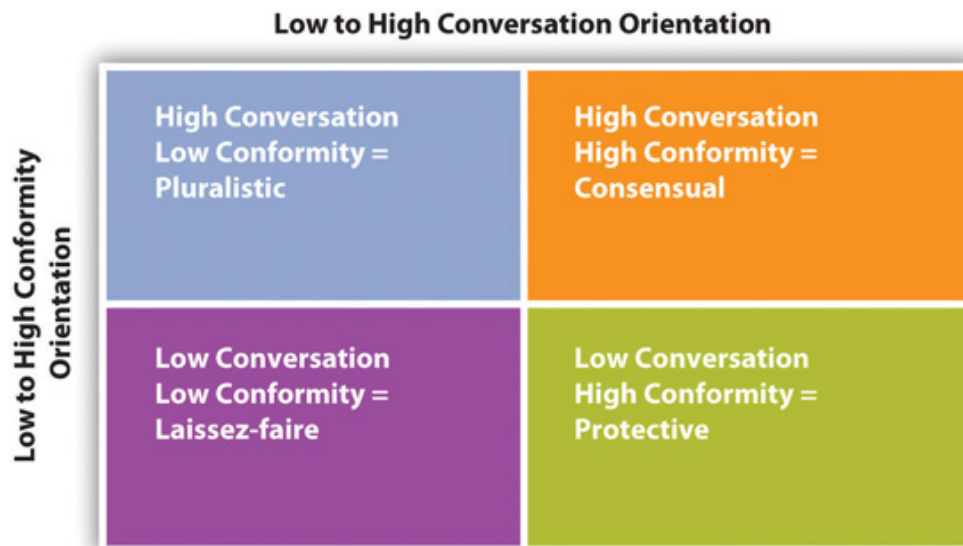 Low to High Conversation Orientation
Low to High Conformity
Orientation
High Conversation
Low Conformity =
Pluralistic
High Conversation
High Conformity =
Consensual
Low Conversation
Low Conformity =
Laissez-faire
Low Conversation
High Conformity =
Protective